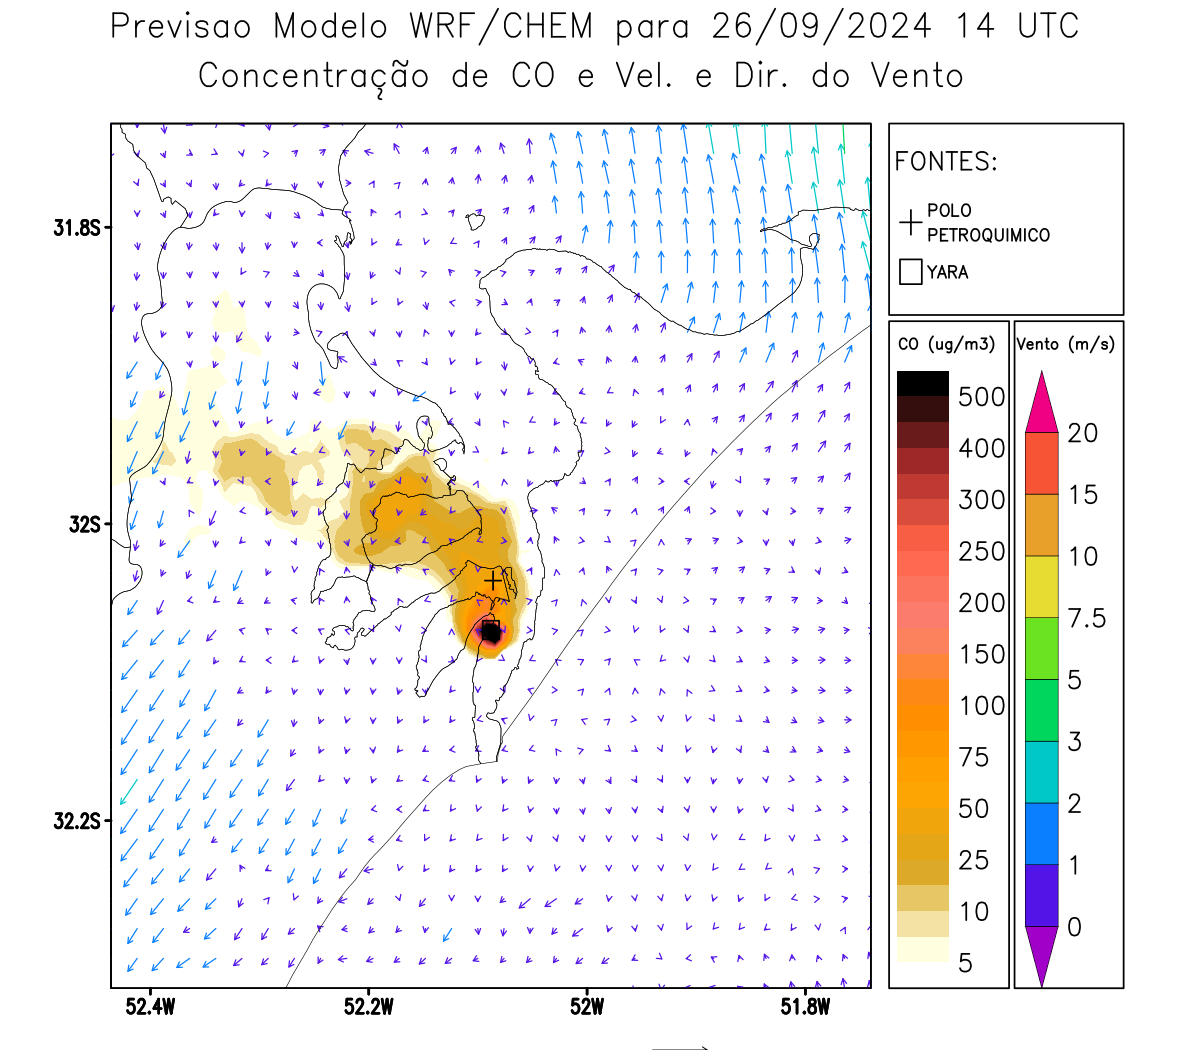 Previsao Modelo WRF/CHEM para 26/09/2024 14 UTC
Concentração de CO e Vel. e Dir. do Vento
FONTES:
POLO
PETROQUIMICO
YARA
CO (ug/m3)
500
400
300
250
200
150
100
75
50
25
10
5
Vento (m/s)
20
15
10
7.5
5
3
2
1
0
31.8S
32S
32.2S
52.4W
52.2W
52W
51.8W